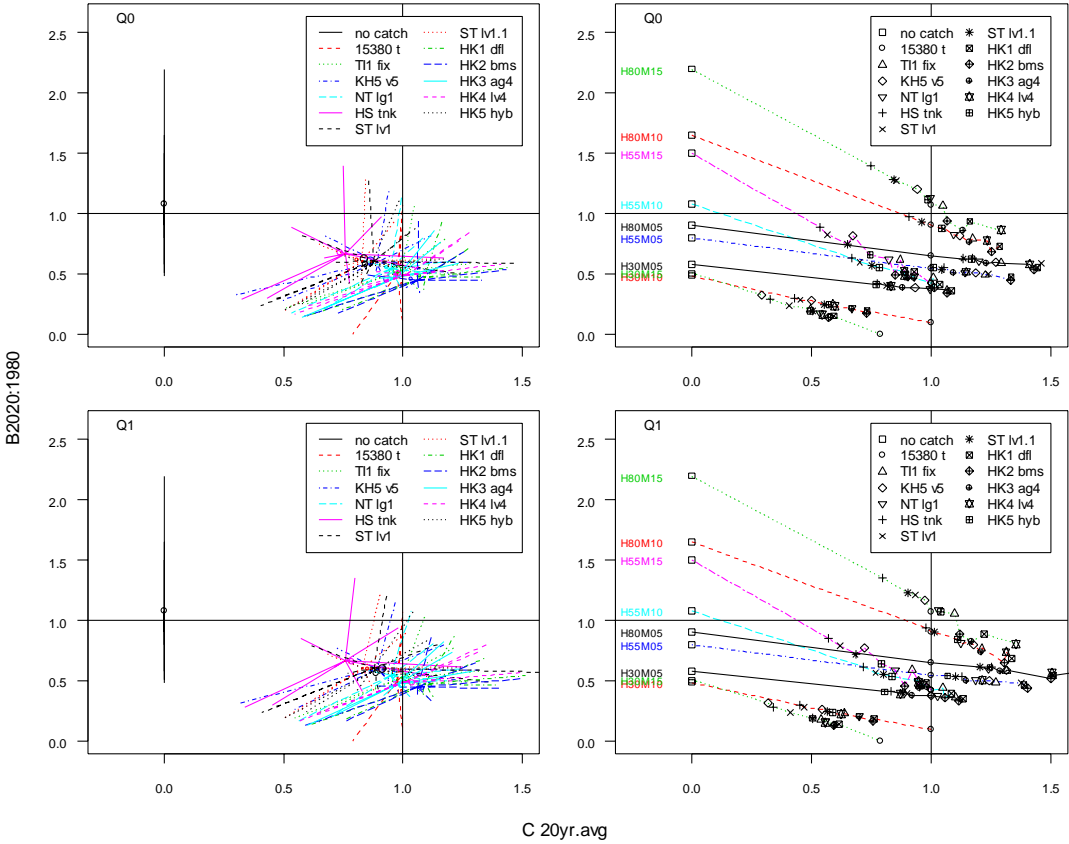 Q0
no catch
15380 t
TI1 fix
KH5 v5
NT lg1
HS tnk
ST lv1
ST lv1.1
HK1 dfl
HK2 bms
HK3 ag4
HK4 lv4
HK5 hyb
2.5
2.0
1.5
1.0
0.5
0.0
0.0
0.5
1.0
1.5
Q0
no catch
15380 t
TI1 fix
KH5 v5
NT lg1
HS tnk
ST lv1
ST lv1.1
HK1 dfl
HK2 bms
HK3 ag4
HK4 lv4
HK5 hyb
2.5
2.0
1.5
1.0
0.5
0.0
H80M15
H80M10
H55M15
H55M10
H80M05
H55M05
H30M05
H30M15
H30M10
0.0
0.5
1.0
1.5
B2020:1980
Q1
no catch
15380 t
TI1 fix
KH5 v5
NT lg1
HS tnk
ST lv1
ST lv1.1
HK1 dfl
HK2 bms
HK3 ag4
HK4 lv4
HK5 hyb
2.5
2.0
1.5
1.0
0.5
0.0
0.0
0.5
1.0
1.5
Q1
no catch
15380 t
TI1 fix
KH5 v5
NT lg1
HS tnk
ST lv1
ST lv1.1
HK1 dfl
HK2 bms
HK3 ag4
HK4 lv4
HK5 hyb
2.5
2.0
1.5
1.0
0.5
0.0
H80M15
H80M10
H55M15
H55M10
H80M05
H55M05
H30M05
H30M15
H30M10
0.0
0.5
1.0
1.5
C 20yr.avg